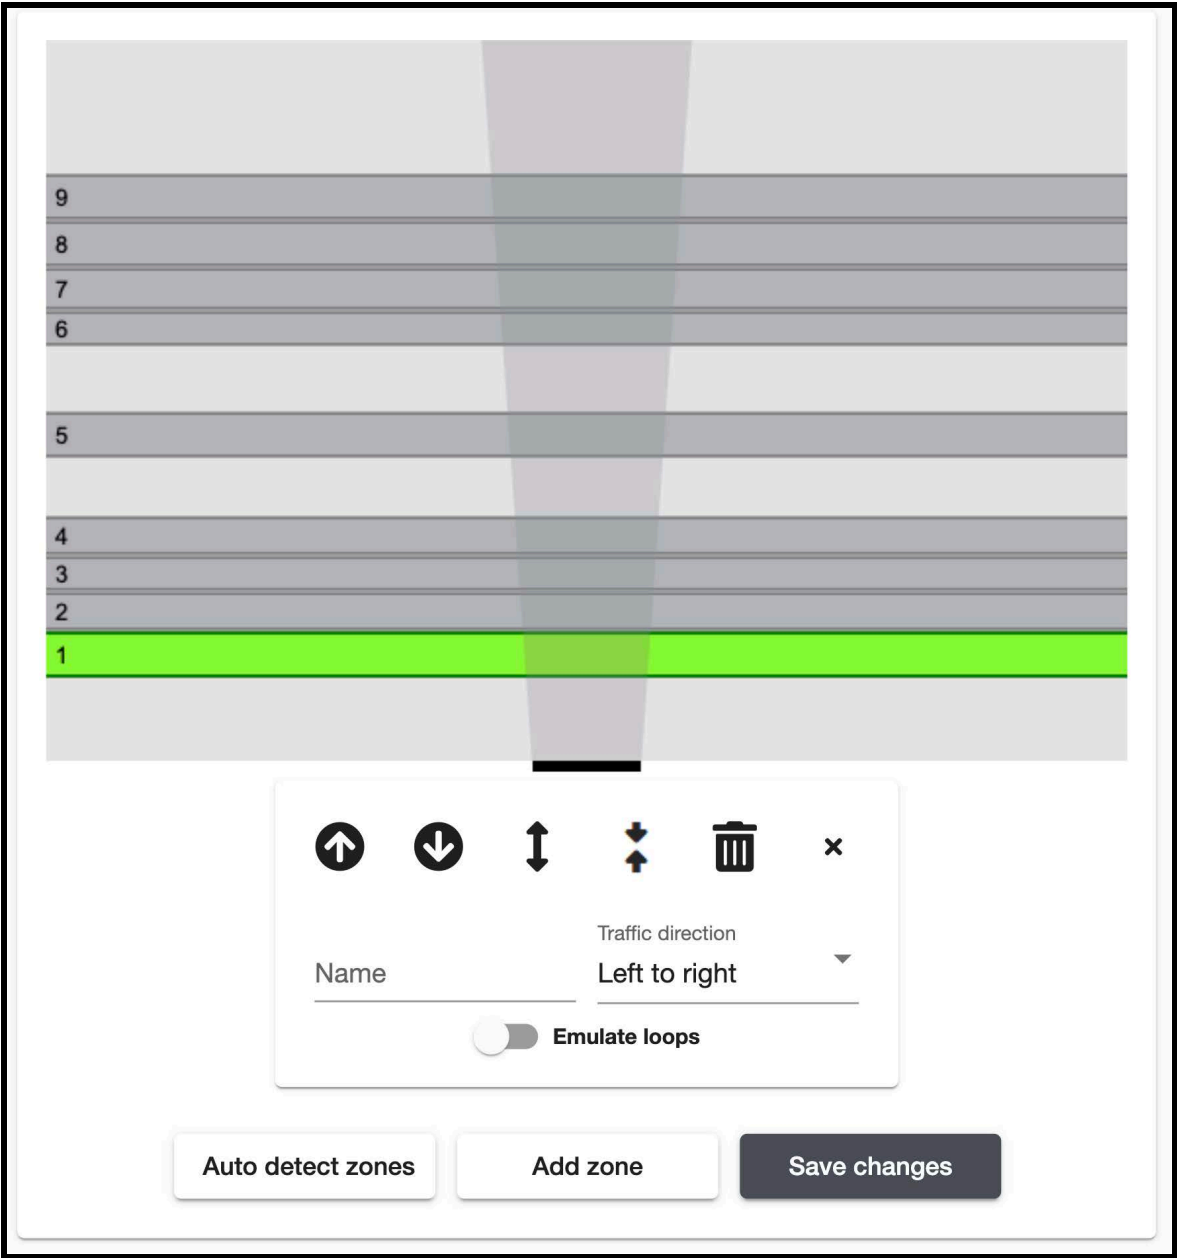 9
8
7
6
5
4
3
2
1
Traffic direction
Name
Left to right
Emulate loops
Auto detect zones
Add zone
Save changes